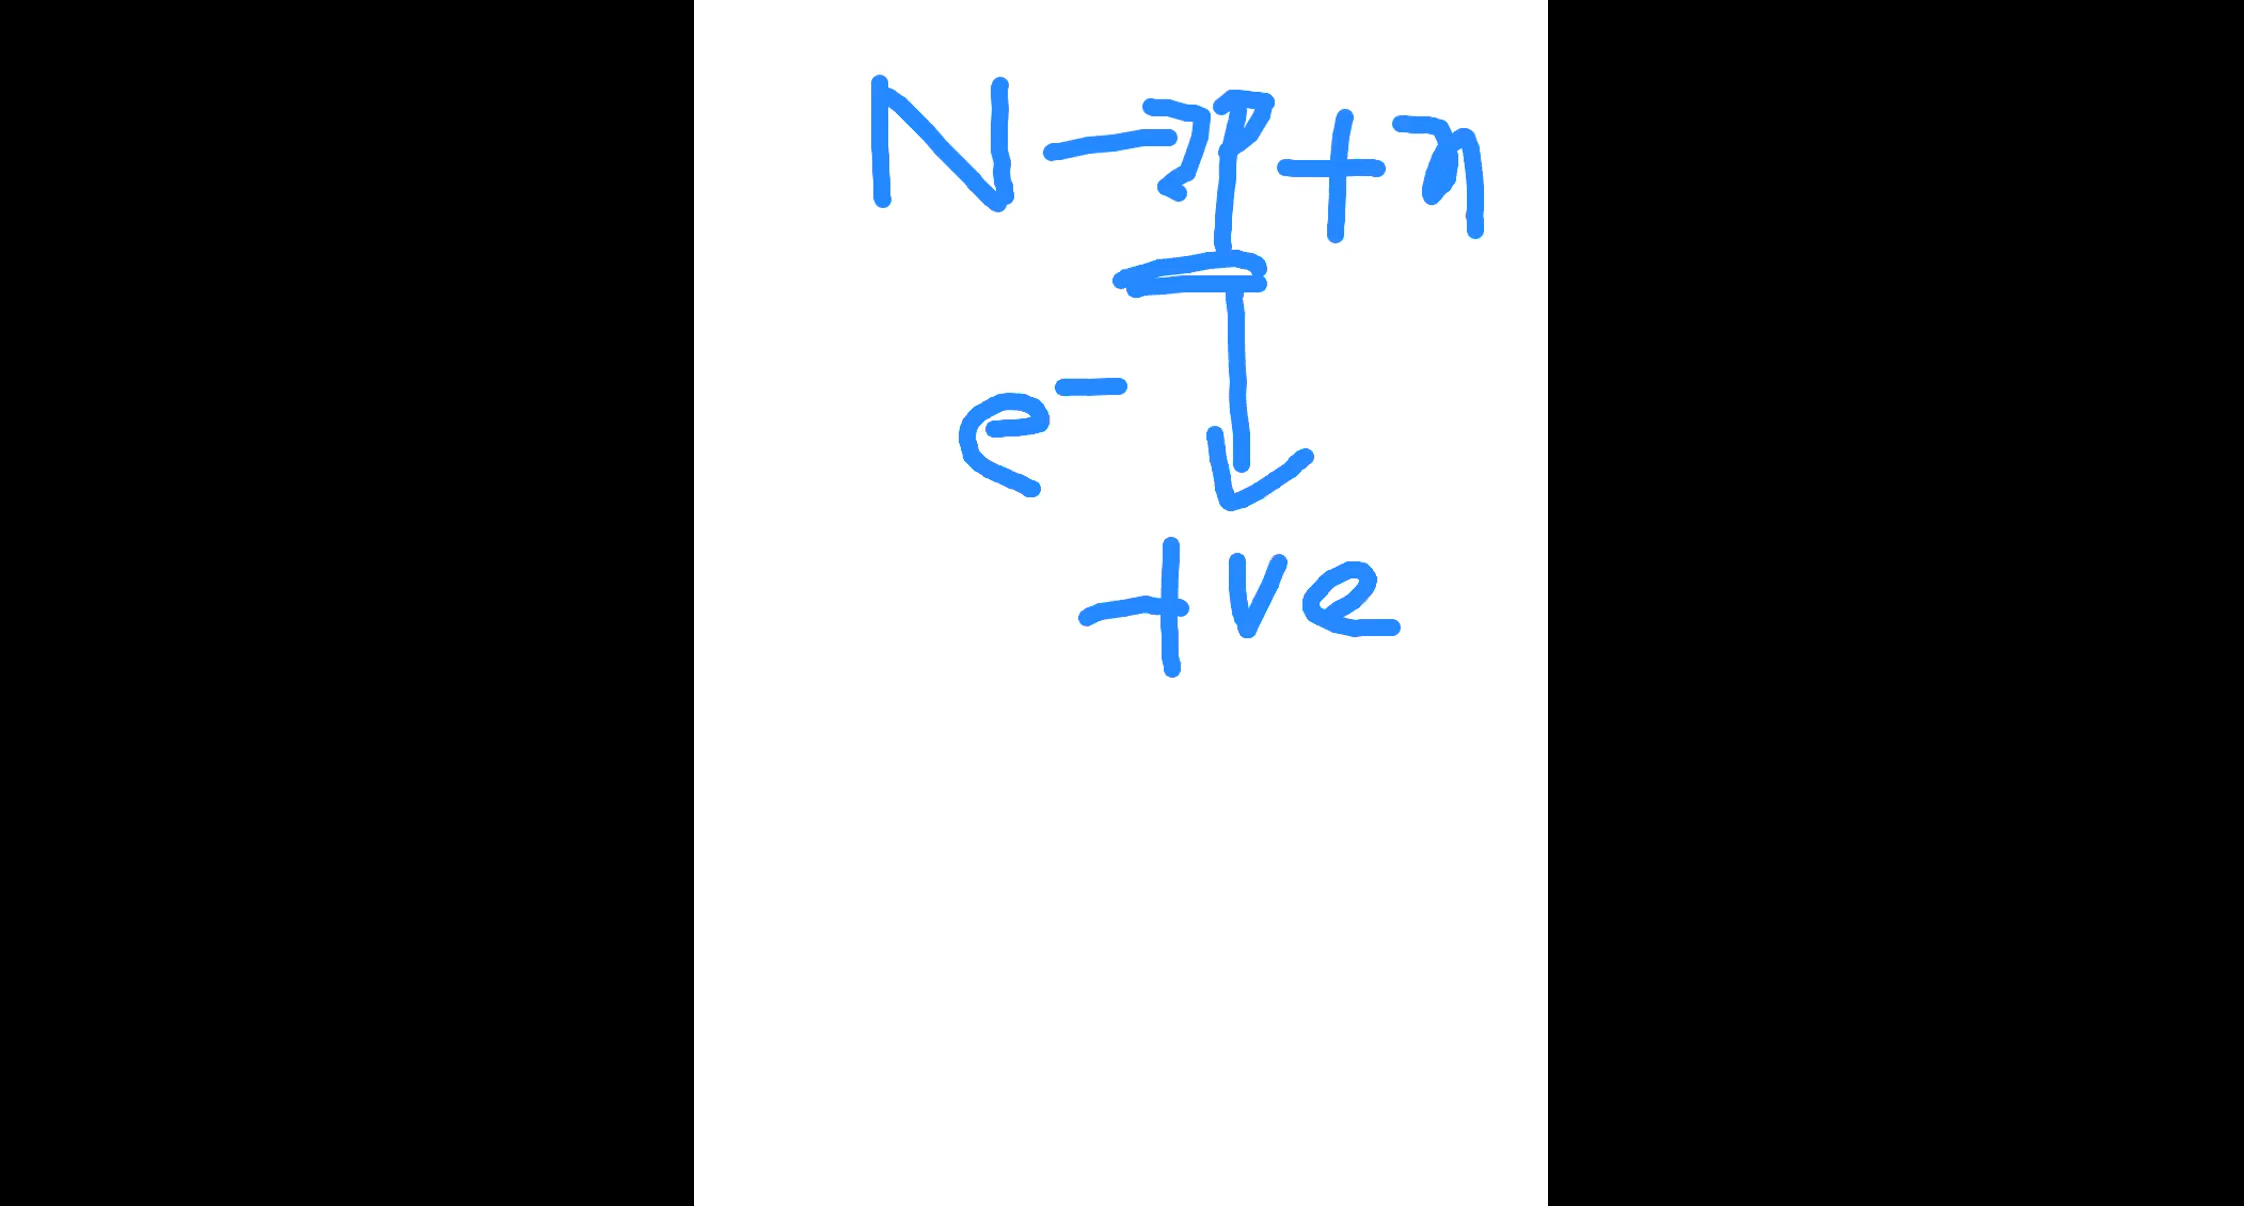 N → p + n
e⁻
+ve